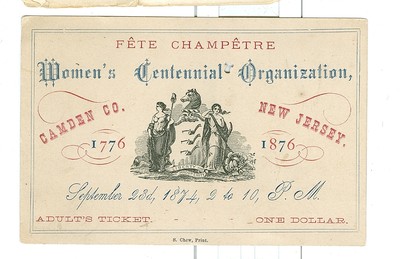 FÊTE CHAMPÊTRE
Women's Centennial Organization,
CAMDEN CO. NEW JERSEY.
1776 1876
September 23d, 1874, 2 to 10, P. M.
ADULT'S TICKET. - - - ONE DOLLAR.
S. Chew, Print.